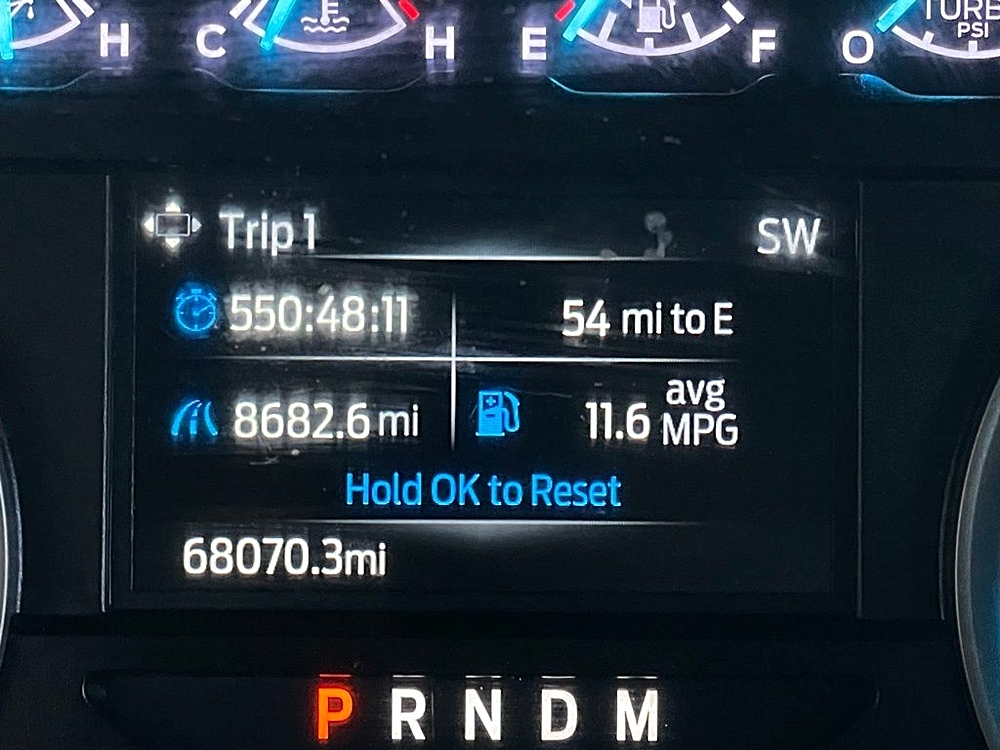 H C H E F O TURB
PSI
Trip 1 SW
550:48:11 54 mi to E
8682.6 mi 11.6 avg MPG
Hold OK to Reset
68070.3mi
P R N D M